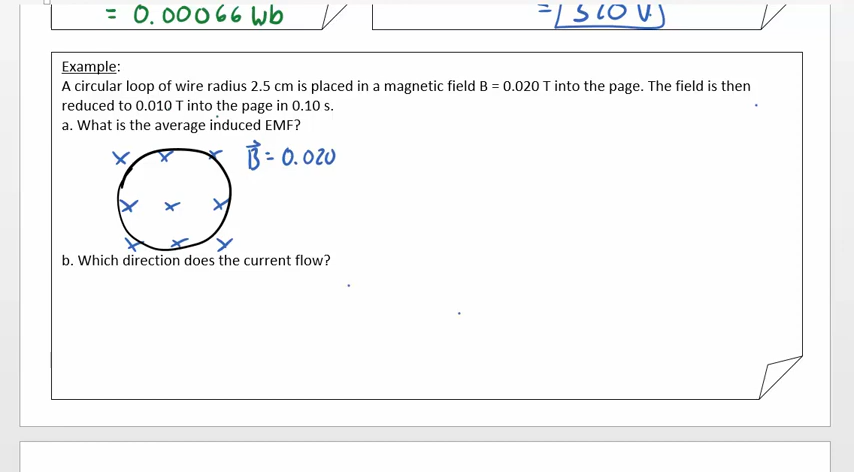 = 0.00066 Wb
= 510 V
Example:
A circular loop of wire radius 2.5 cm is placed in a magnetic field B = 0.020 T into the page. The field is then
reduced to 0.010 T into the page in 0.10 s.
a. What is the average induced EMF?
B⃗ = 0.020
b. Which direction does the current flow?